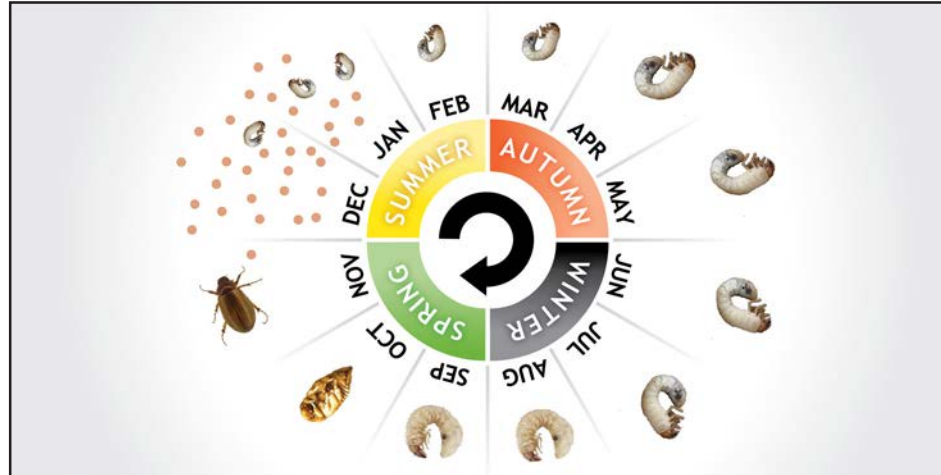 JAN
FEB
MAR
APR
MAY
JUN
JUL
AUG
SEP
OCT
NOV
DEC
SUMMER
AUTUMN
WINTER
SPRING